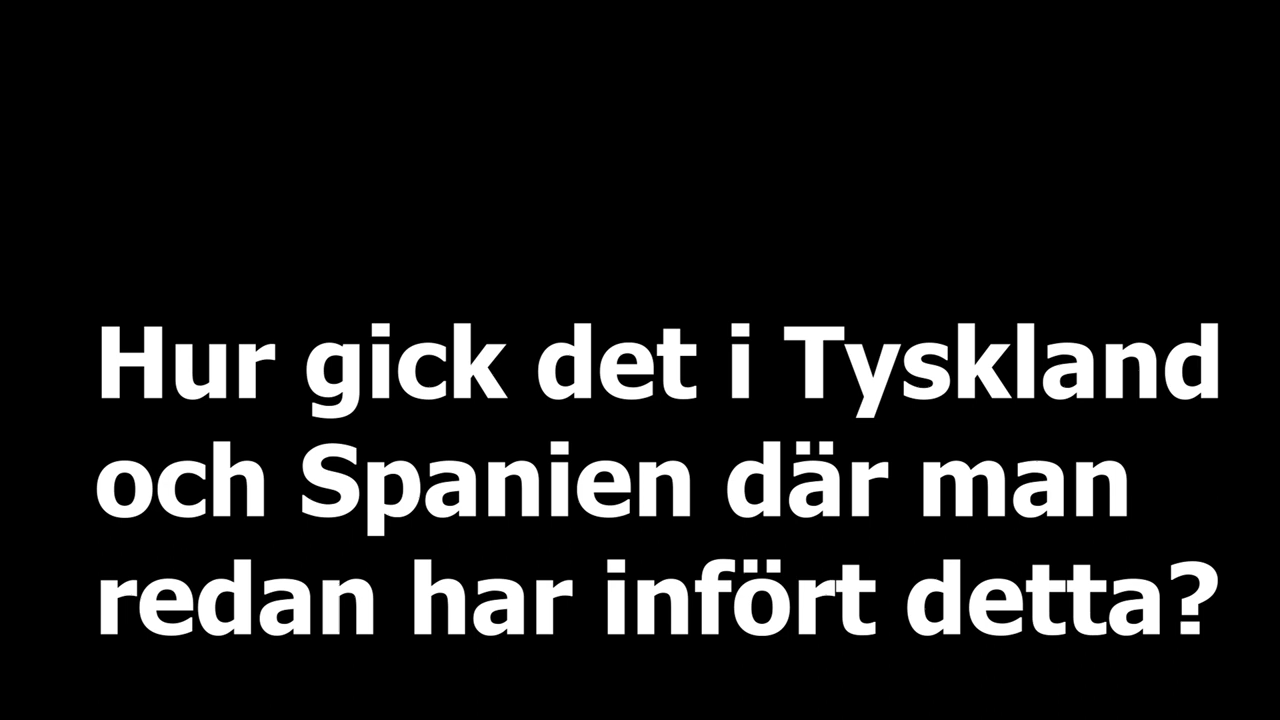 Hur gick det i Tyskland
och Spanien där man
redan har infört detta?